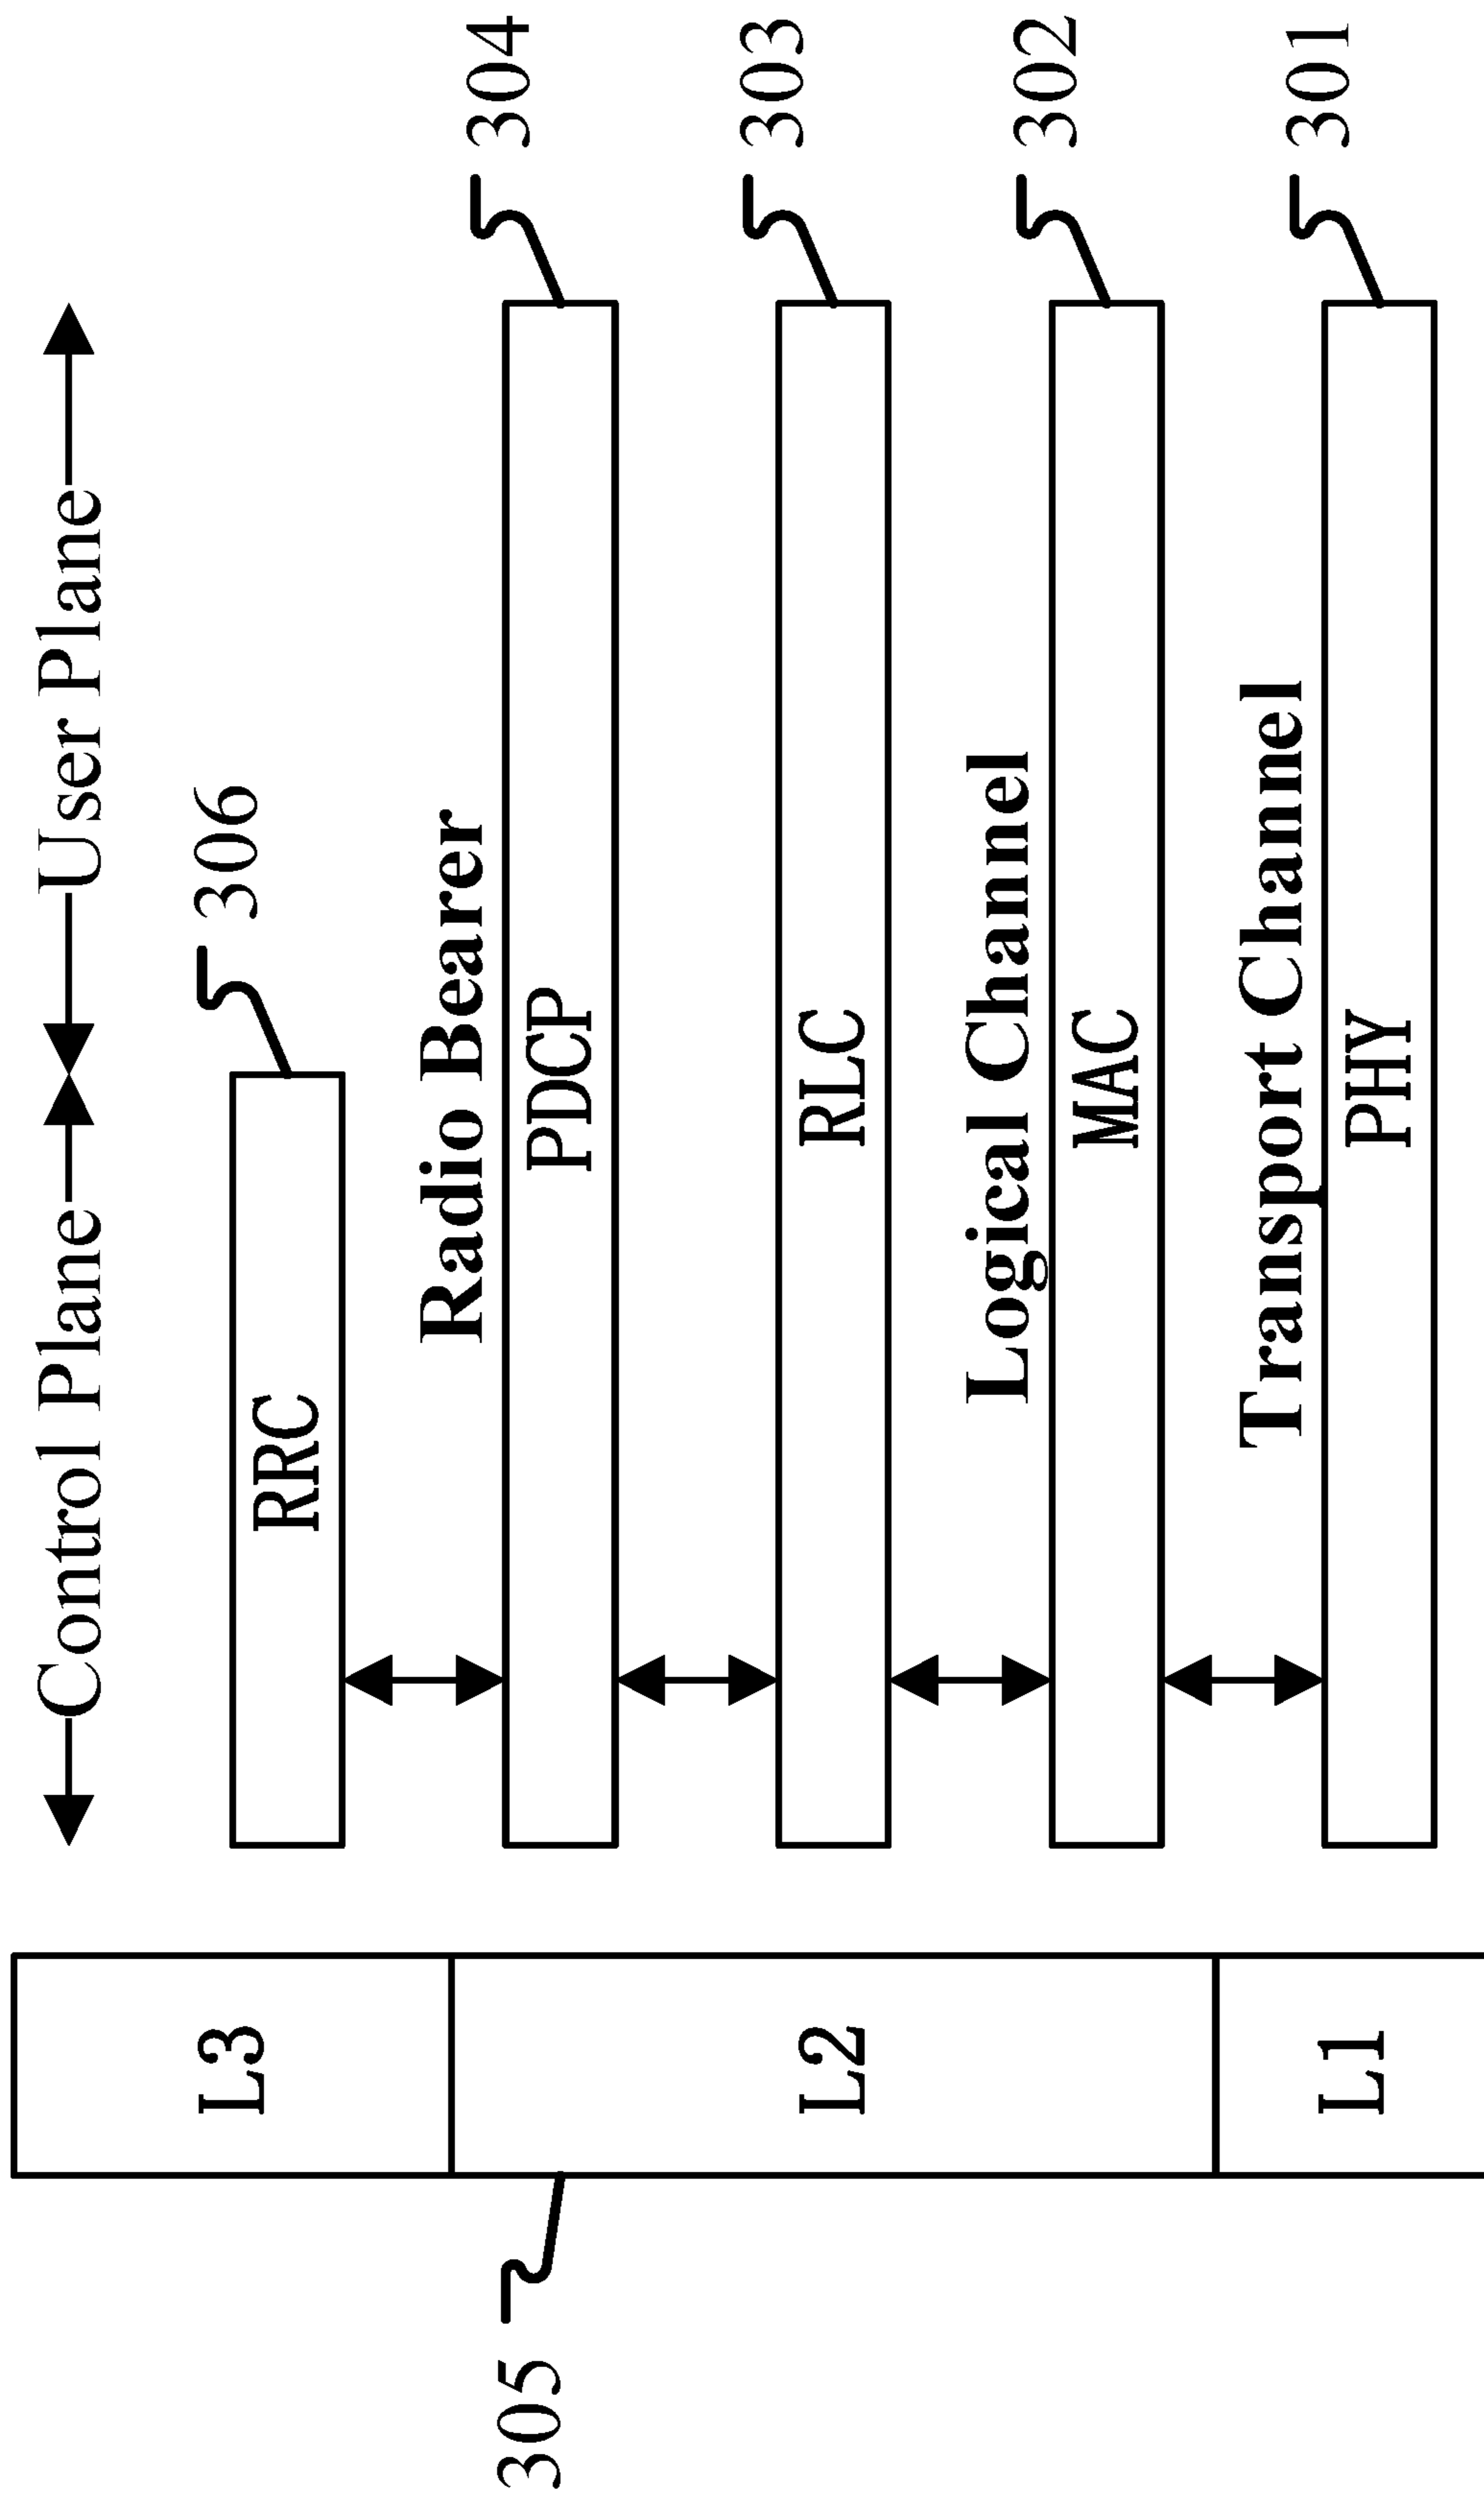 Control Plane
User Plane
L3
RRC
306
Radio Bearer
305
PDCP
304
L2
RLC
303
Logical Channel
MAC
302
Transport Channel
L1
PHY
301